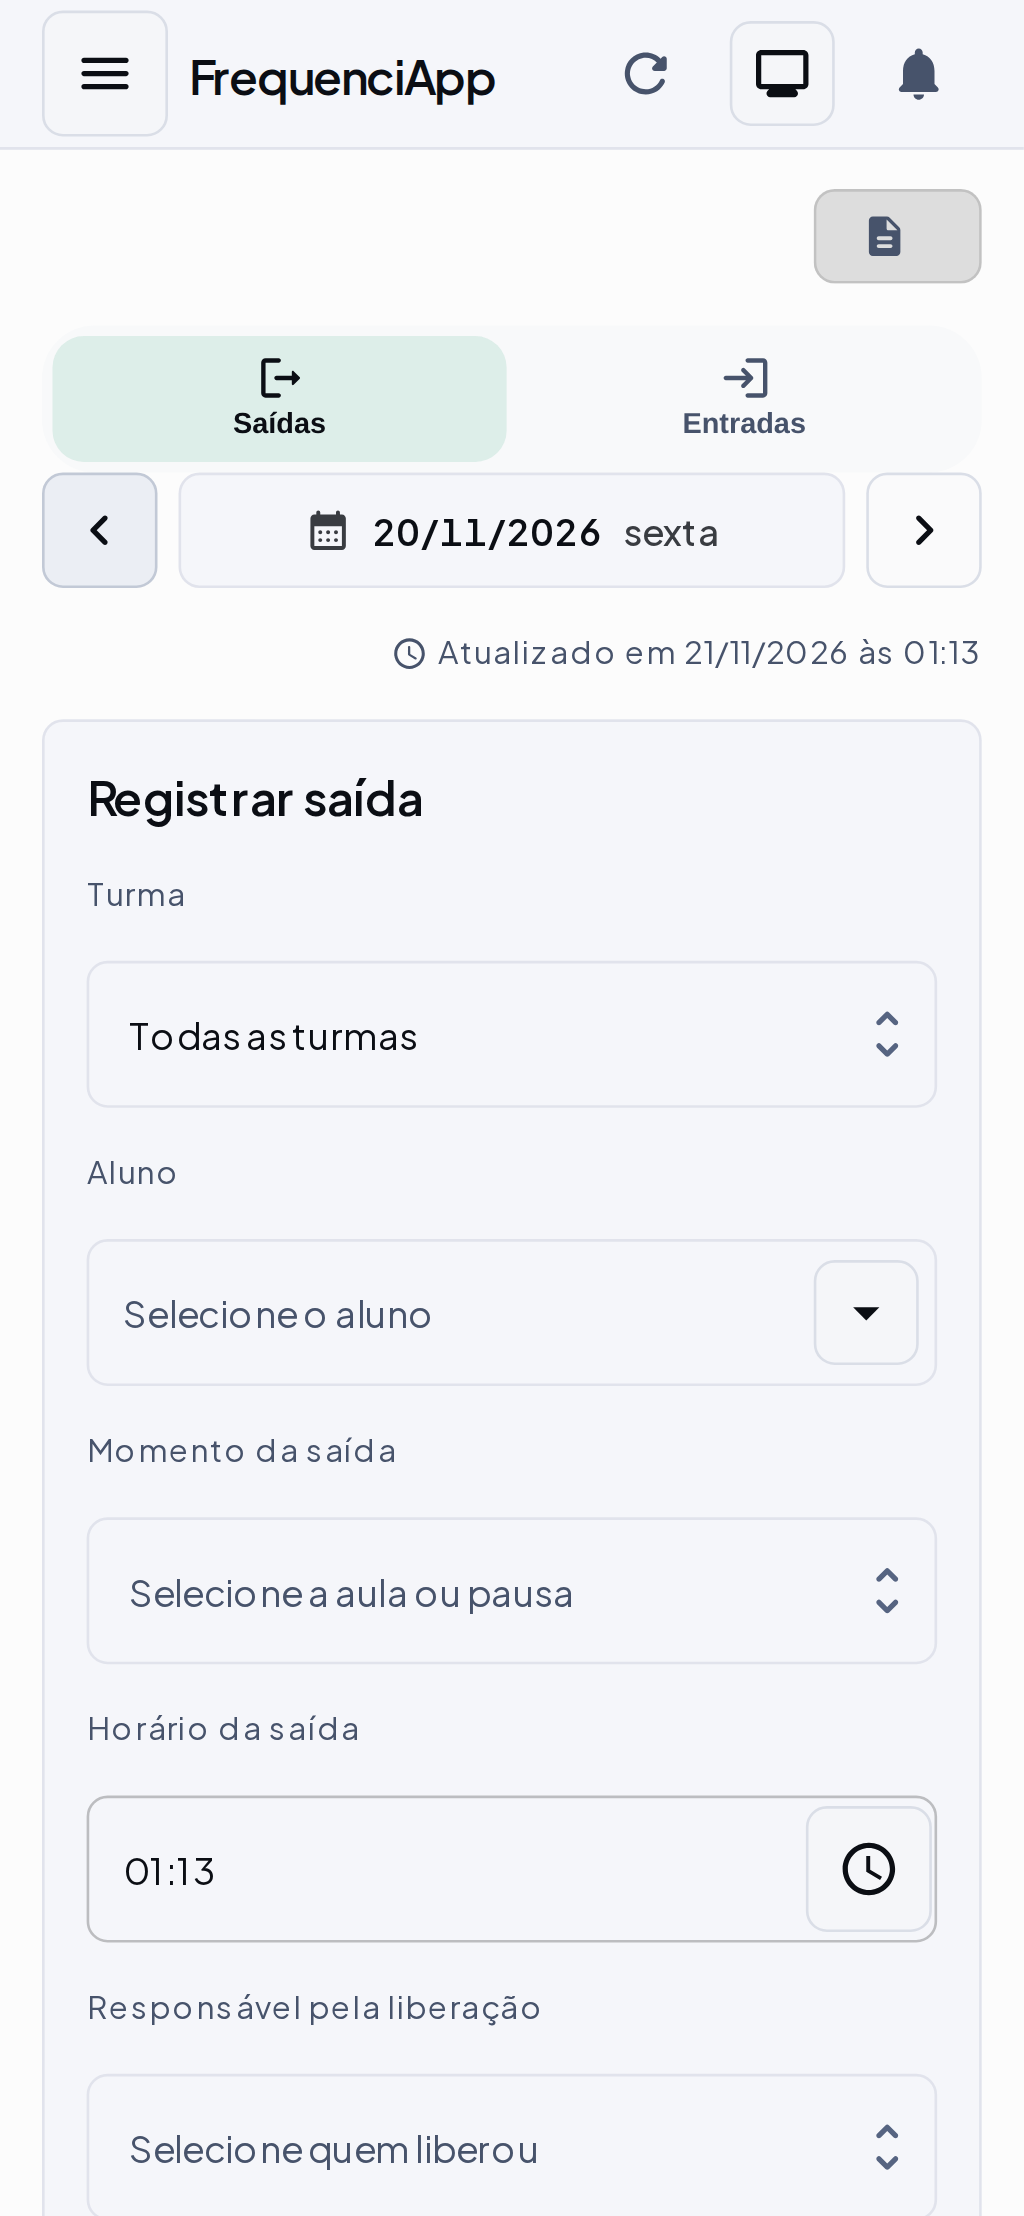 FrequenciApp
Saídas
Entradas
20/11/2026 sexta
Atualizado em 21/11/2026 às 01:13
Registrar saída
Turma
Todas as turmas
Aluno
Selecione o aluno
Momento da saída
Selecione a aula ou pausa
Horário da saída
01:13
Responsável pela liberação
Selecione quem liberou